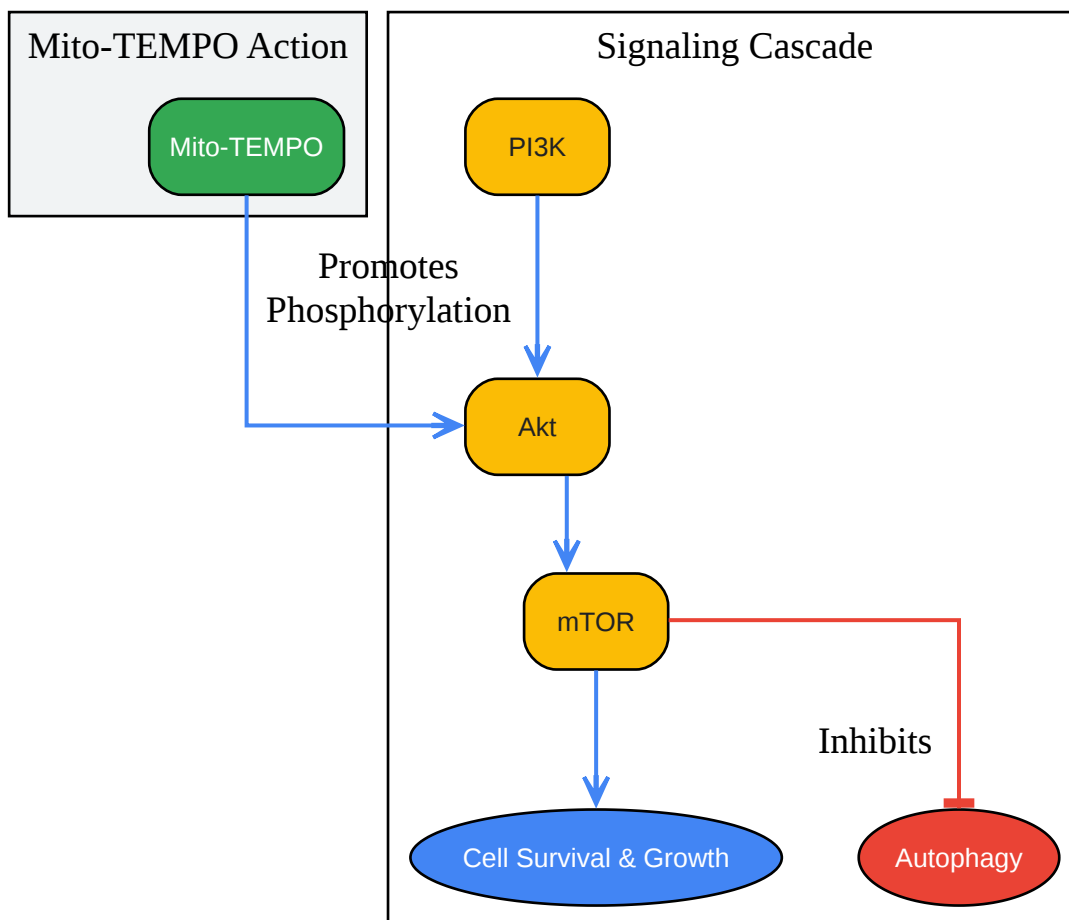 Mito-TEMPO Action
Signaling Cascade
Mito-TEMPO
PI3K
Promotes
Phosphorylation
Akt
mTOR
Inhibits
Cell Survival & Growth
Autophagy